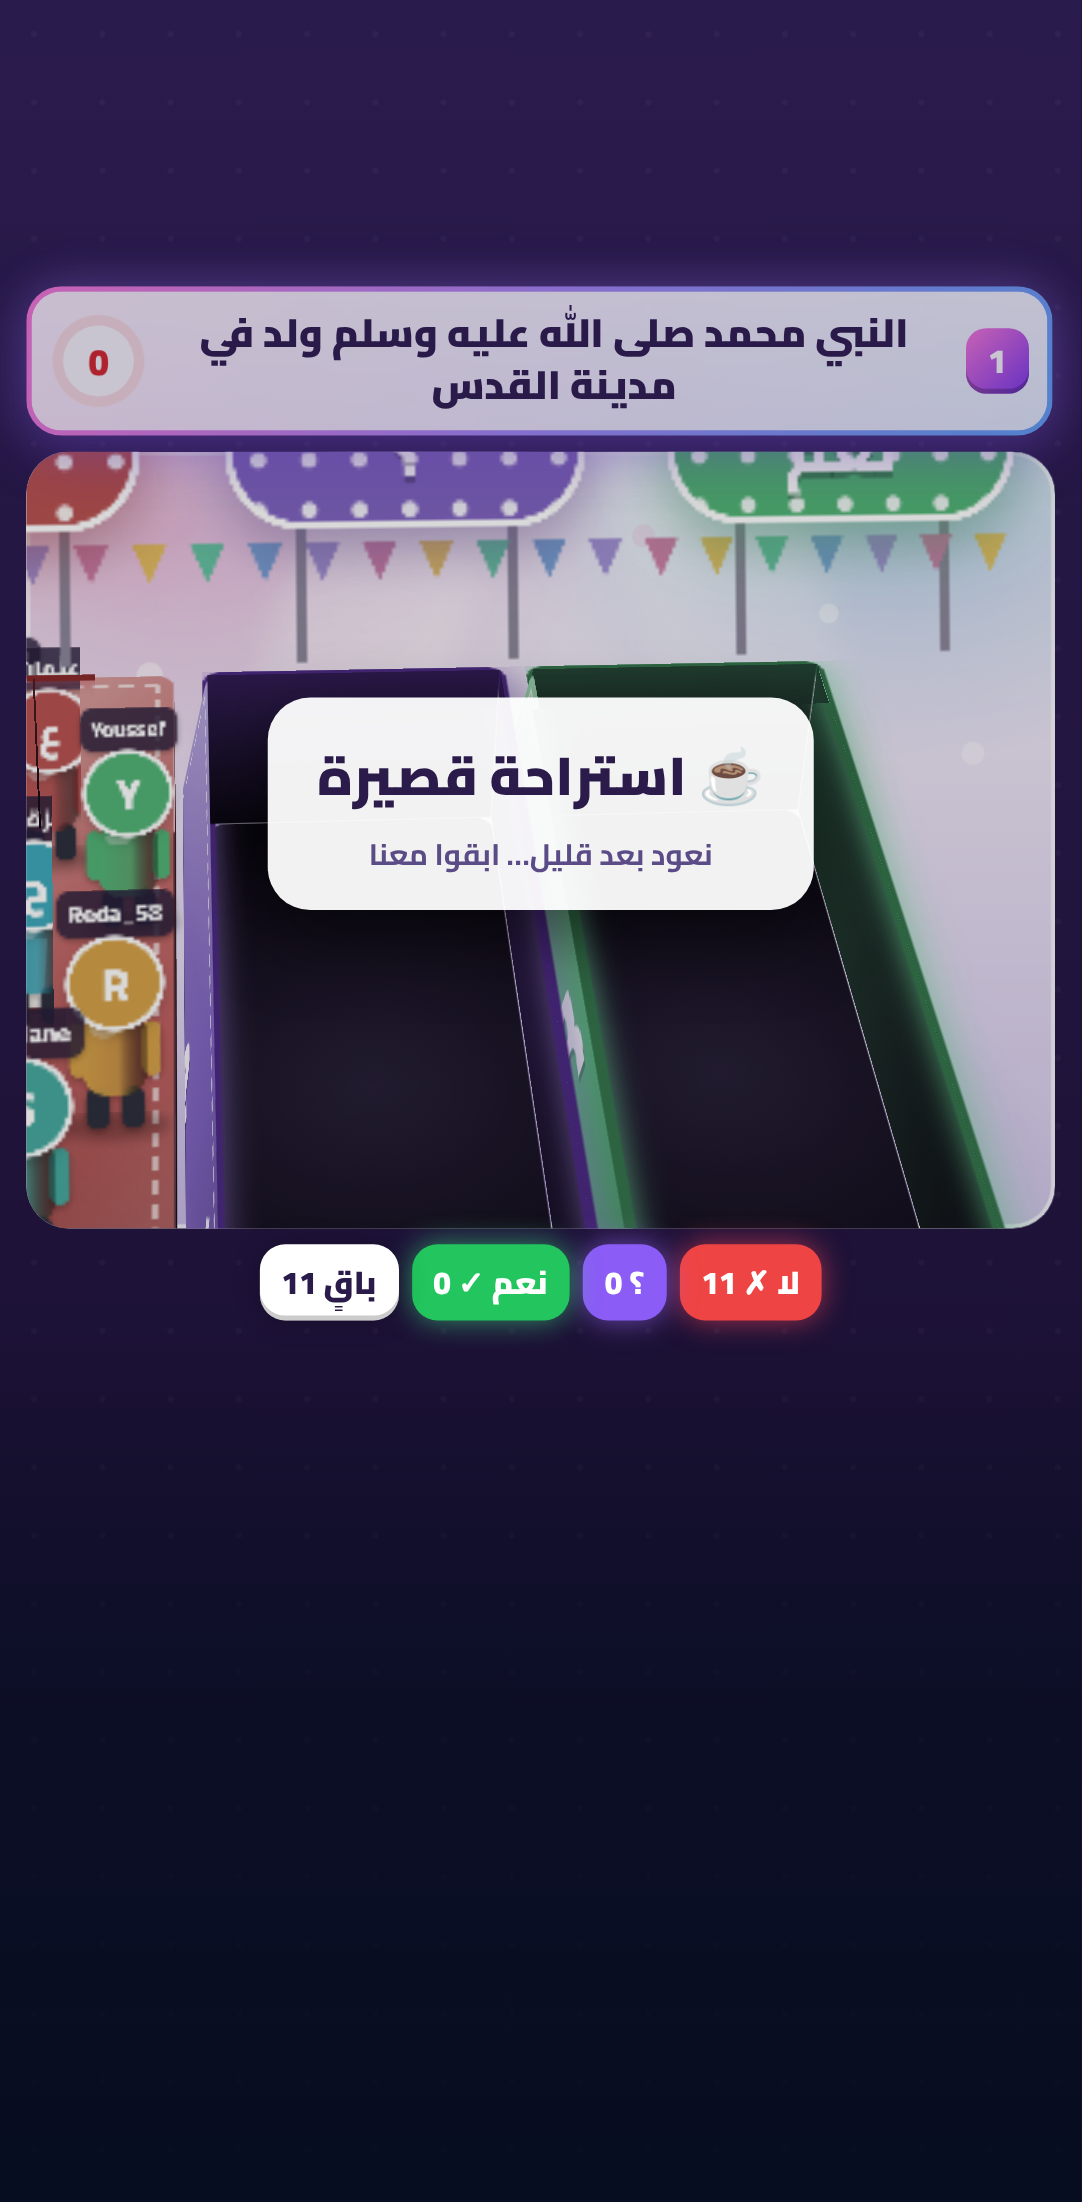 1
النبي محمد صلى الله عليه وسلم ولد في
مدينة القدس
0
؟
نعم
Youssef
ع
Y
Reda_58
R
☕ استراحة قصيرة
نعود بعد قليل... ابقوا معنا
لا ✗ 11
؟ 0
نعم ✓ 0
باقٍ 11